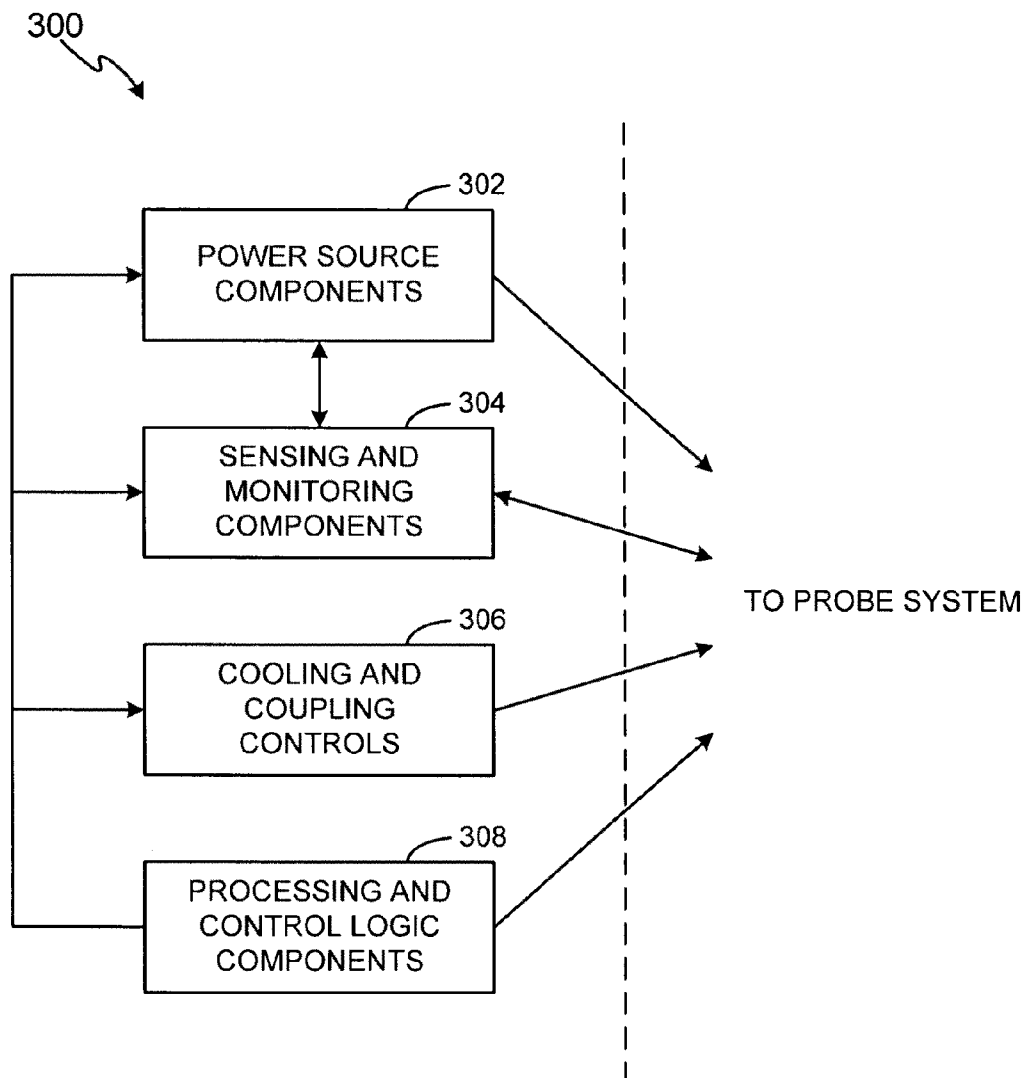 300
302
POWER SOURCE
COMPONENTS
304
SENSING AND
MONITORING
COMPONENTS
TO PROBE SYSTEM
306
COOLING AND
COUPLING
CONTROLS
308
PROCESSING AND
CONTROL LOGIC
COMPONENTS